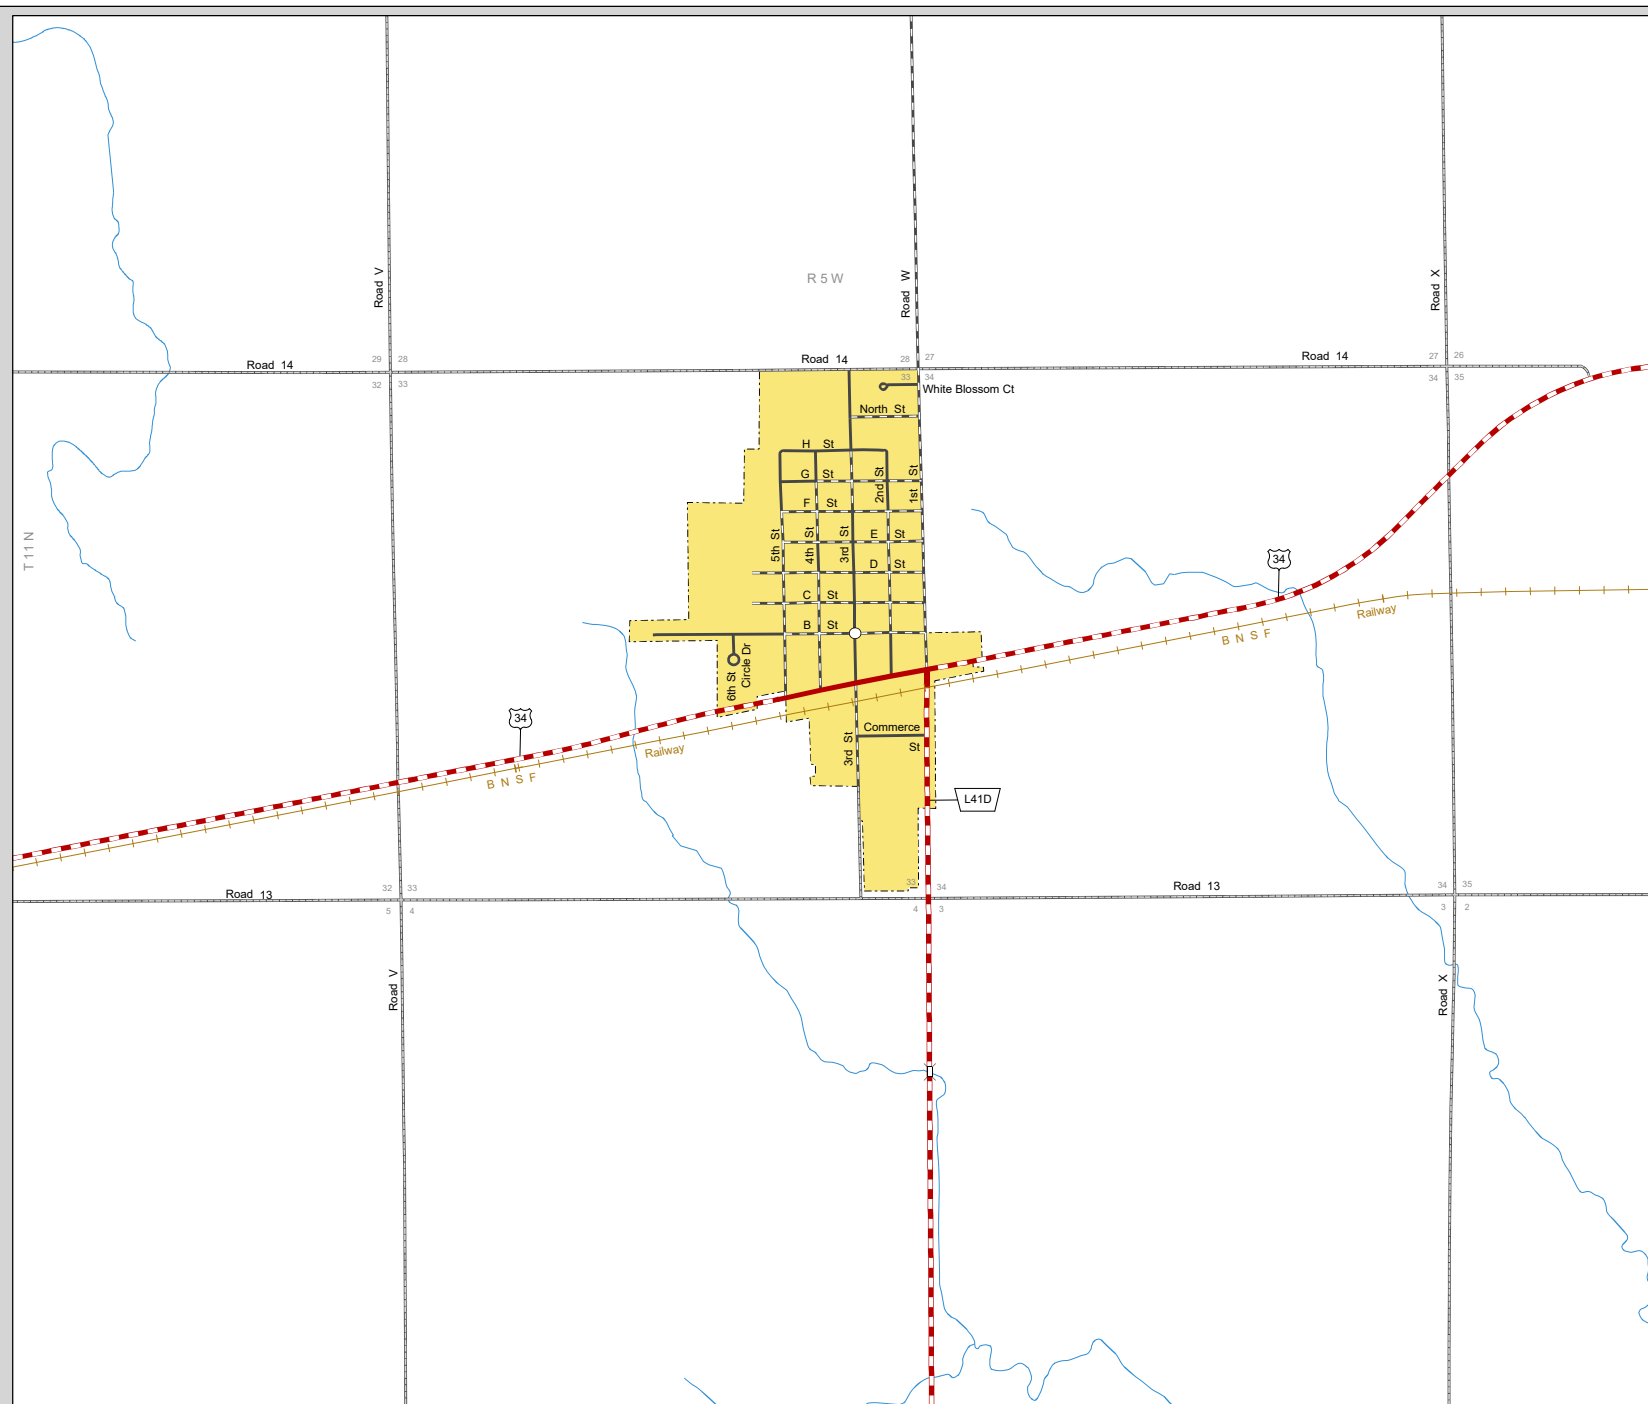 Road V
R 5 W
Road W
Road X
29 28
Road 14
32 33
Road 14
28 27
33 34
Road 14
27 26
34 35
White Blossom Ct
North St
H St
G St
2nd St
1st St
F St
T 11 N
5th St
4th St
3rd St
E St
D St
34
C St
B St
Railway
B N S F
6th St
Circle Dr
34
Commerce
St
3rd St
Railway
B N S F
L41D
Road 13
32 33
5 4
33 34
4 3
Road 13
34 35
3 2
Road V
Road X